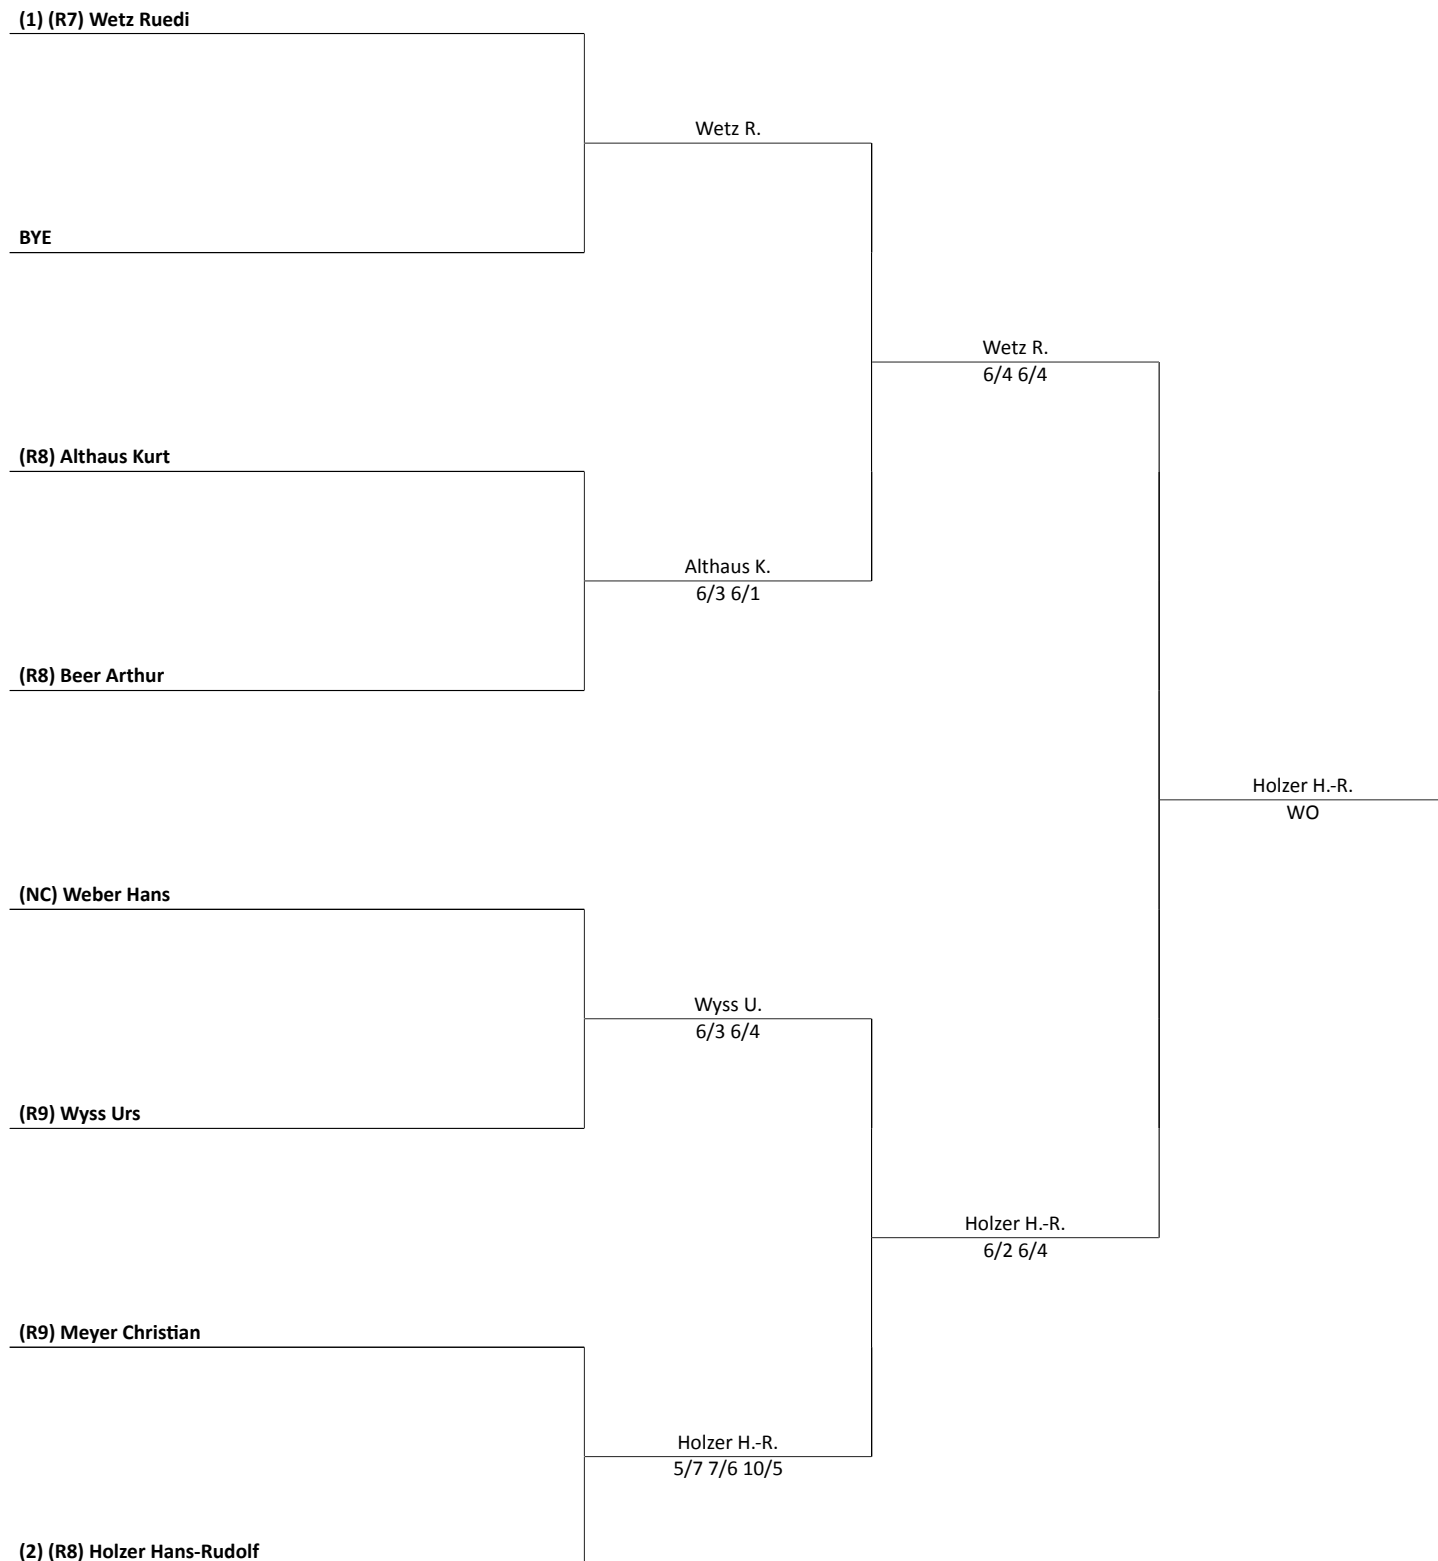 (1) (R7) Wetz Ruedi
Wetz R.
BYE
Wetz R.
6/4 6/4
(R8) Althaus Kurt
Althaus K.
6/3 6/1
(R8) Beer Arthur
Holzer H.-R.
WO
(NC) Weber Hans
Wyss U.
6/3 6/4
(R9) Wyss Urs
Holzer H.-R.
6/2 6/4
(R9) Meyer Christian
Holzer H.-R.
5/7 7/6 10/5
(2) (R8) Holzer Hans-Rudolf